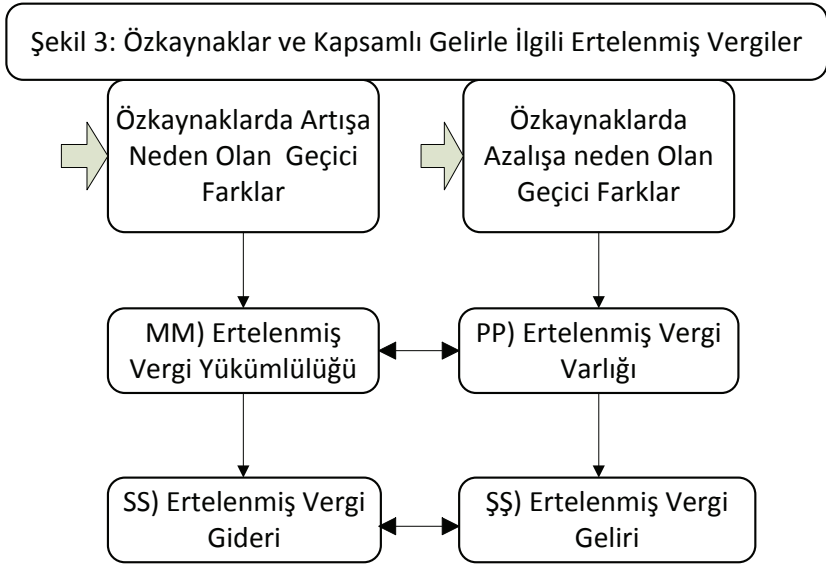 Şekil 3: Özkaynaklar ve Kapsamlı Gelirle İlgili Ertelenmiş Vergiler
Özkaynaklarda Artışa
Neden Olan Geçici
Farklar
Özkaynaklarda
Azalışa neden Olan
Geçici Farklar
MM) Ertelenmiş
Vergi Yükümlülüğü
PP) Ertelenmiş Vergi
Varlığı
SS) Ertelenmiş Vergi
Gideri
ŞŞ) Ertelenmiş Vergi
Geliri